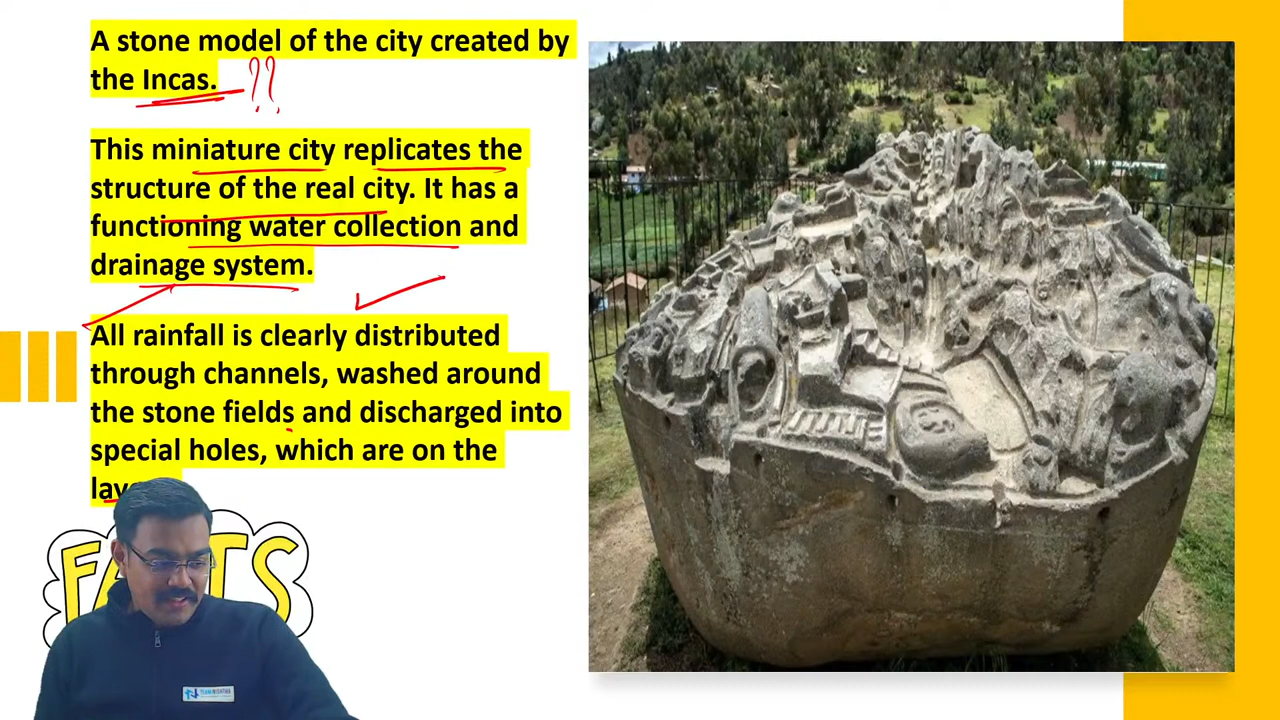 A stone model of the city created by
the Incas. ??
This miniature city replicates the
structure of the real city. It has a
functioning water collection and
drainage system.
All rainfall is clearly distributed
through channels, washed around
the stone fields and discharged into
special holes, which are on the